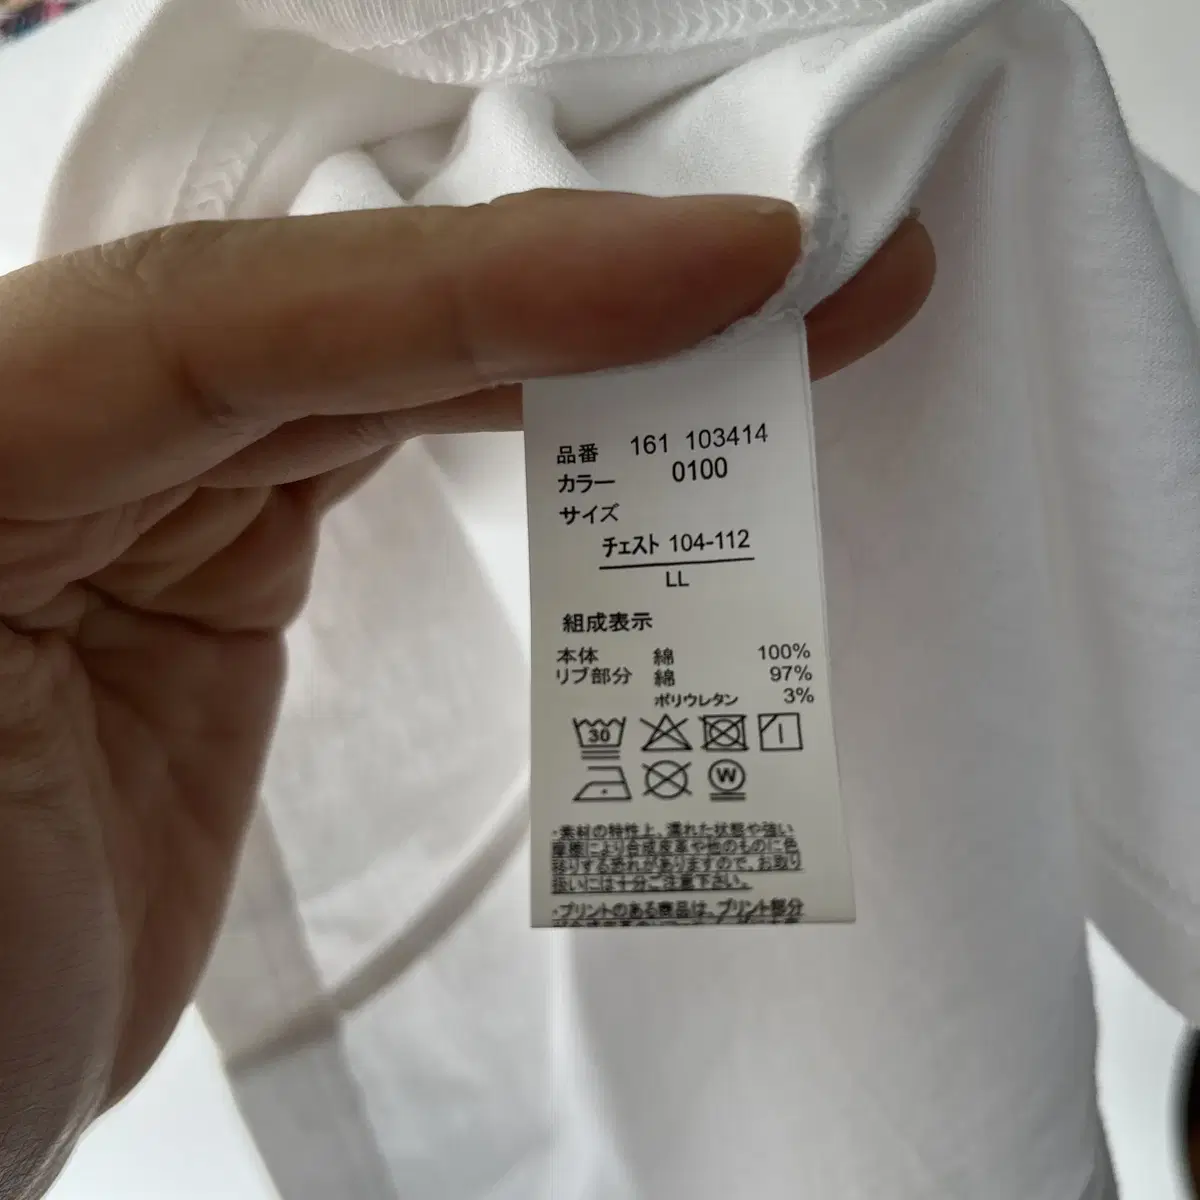 品番 161 103414
カラー 0100
サイズ
チェスト 104-112
LL
組成表示
本体 綿 100%
リブ部分 綿 97%
ポリウレタン 3%
30
W
・素材の特性上、濡れた状態や強い
摩擦により合成皮革や他のものに色
移りする恐れがありますので、お取り
扱いには十分ご注意下さい。
・プリントのある商品は、プリント部分